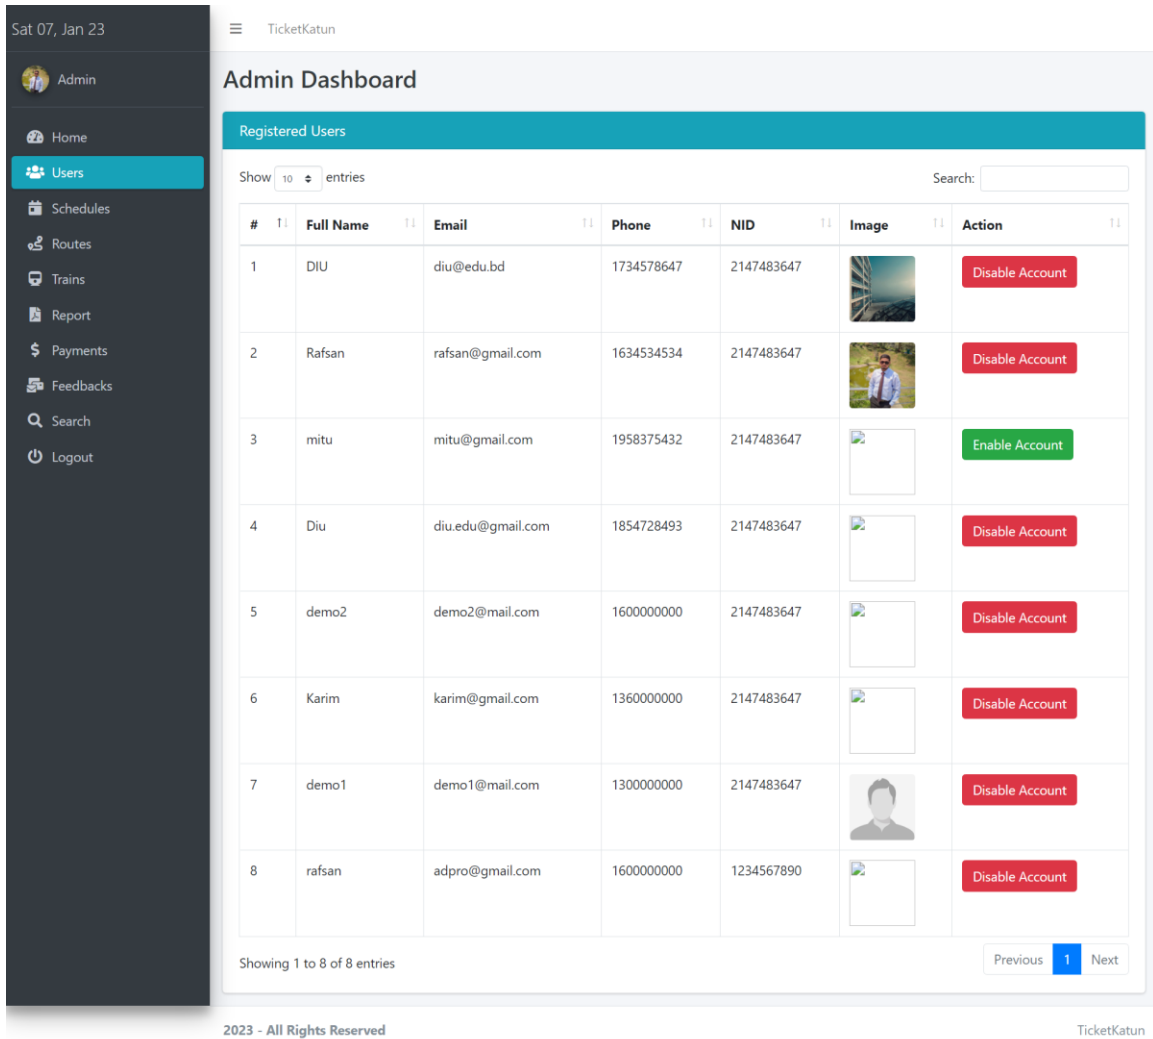 Sat 07, Jan 23
TicketKatun
Admin
Home
Users
Schedules
Routes
Trains
Report
Payments
Feedbacks
Search
Logout
Admin Dashboard
Registered Users
Show 10 entries Search:
# Full Name Email Phone NID Image Action
1 DIU diu@edu.bd 1734578647 2147483647 Disable Account
2 Rafsan rafsan@gmail.com 1634534534 2147483647 Disable Account
3 mitu mitu@gmail.com 1958375432 2147483647 Enable Account
4 Diu diu.edu@gmail.com 1854728493 2147483647 Disable Account
5 demo2 demo2@mail.com 1600000000 2147483647 Disable Account
6 Karim karim@gmail.com 1360000000 2147483647 Disable Account
7 demo1 demo1@mail.com 1300000000 2147483647 Disable Account
8 rafsan adpro@gmail.com 1600000000 1234567890 Disable Account
Showing 1 to 8 of 8 entries Previous 1 Next
2023 - All Rights Reserved TicketKatun